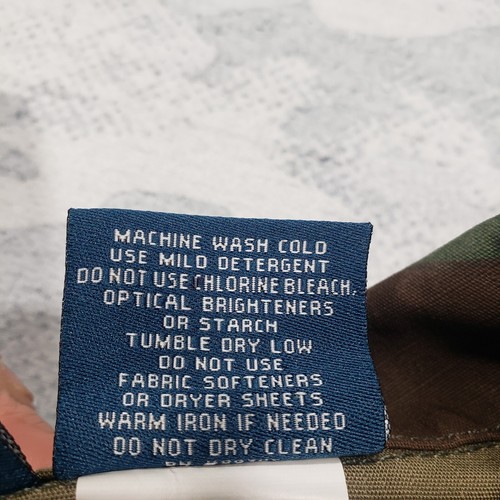 MACHINE WASH COLD
USE MILD DETERGENT
DO NOT USE CHLORINE BLEACH,
OPTICAL BRIGHTENERS
OR STARCH
TUMBLE DRY LOW
DO NOT USE
FABRIC SOFTENERS
OR DRYER SHEETS
WARM IRON IF NEEDED
DO NOT DRY CLEAN